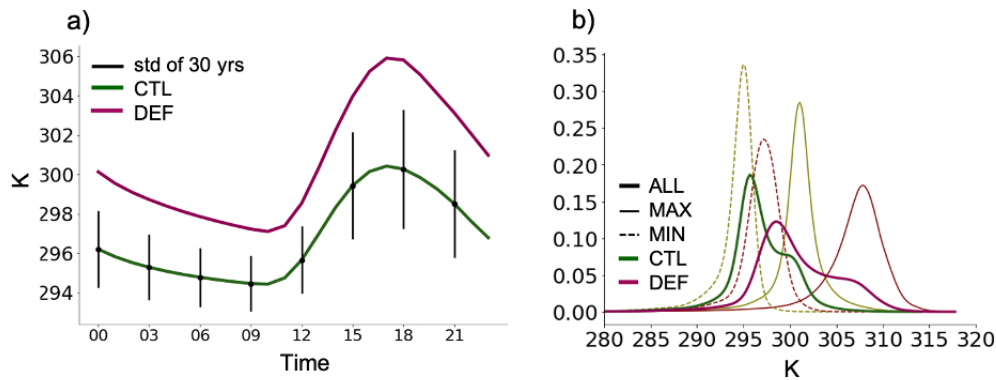 a)
306
304
302
300
298
296
294
K
std of 30 yrs
CTL
DEF
00 03 06 09 12 15 18 21
Time
b)
0.35
0.30
0.25
0.20
0.15
0.10
0.05
0.00
ALL
MAX
MIN
CTL
DEF
280 285 290 295 300 305 310 315 320
K